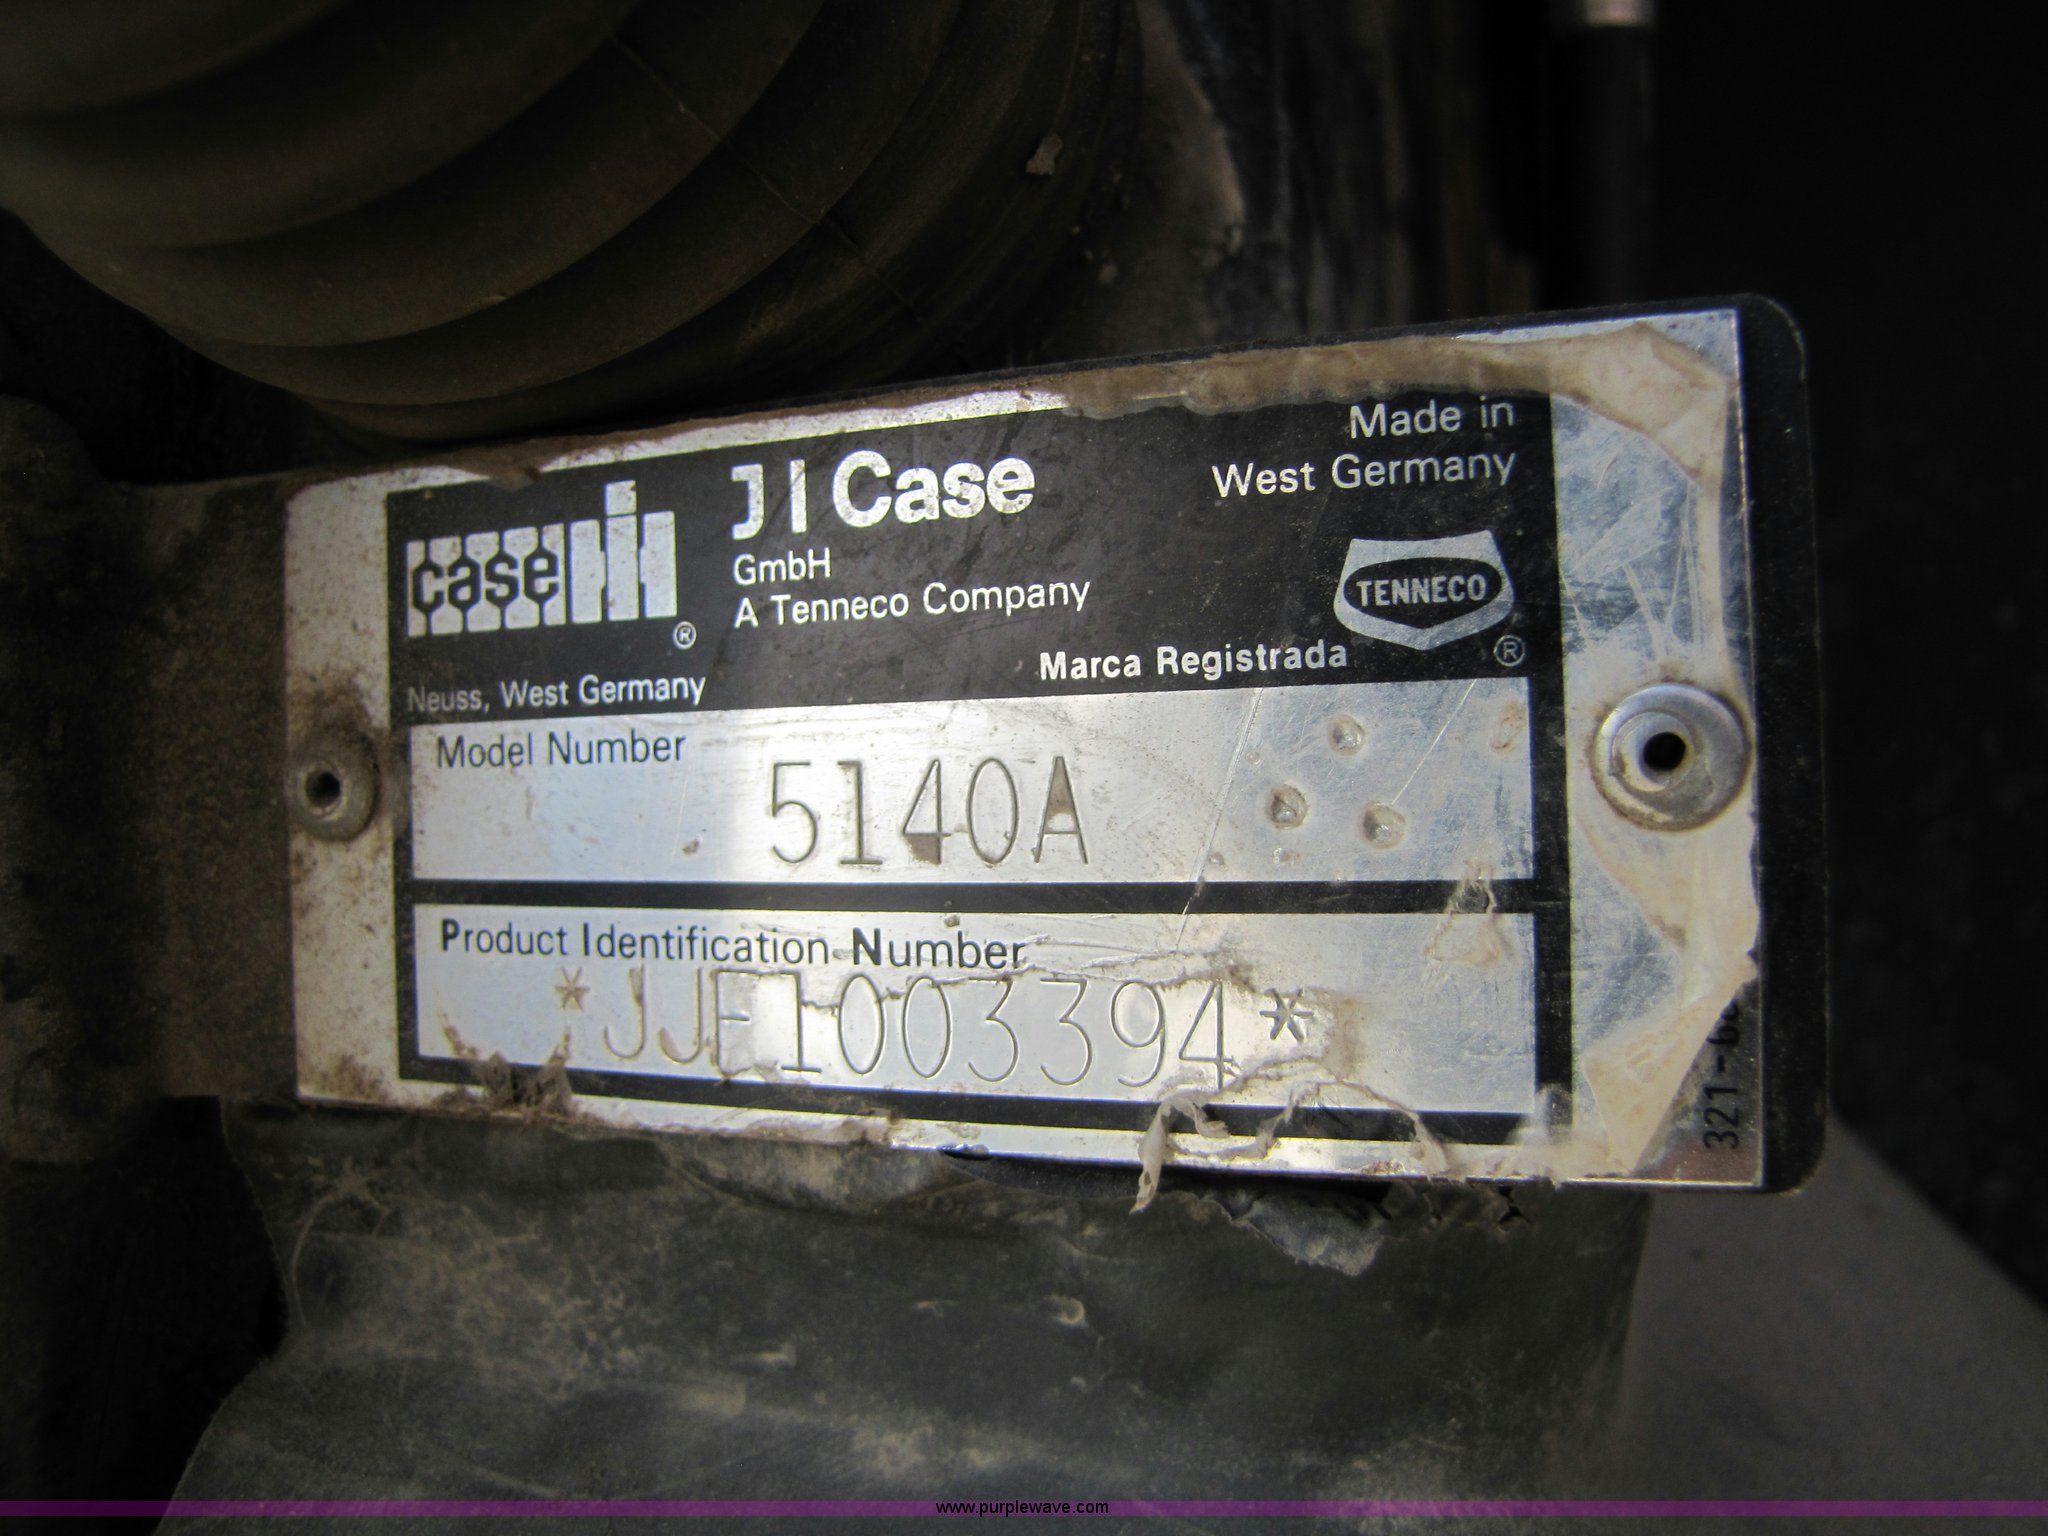 Made in
West Germany
case IH ®
J I Case
GmbH
A Tenneco Company
TENNECO ®
Marca Registrada
Neuss, West Germany
Model Number
5140A
Product Identification Number
*JJE1003394*
www.purplewave.com